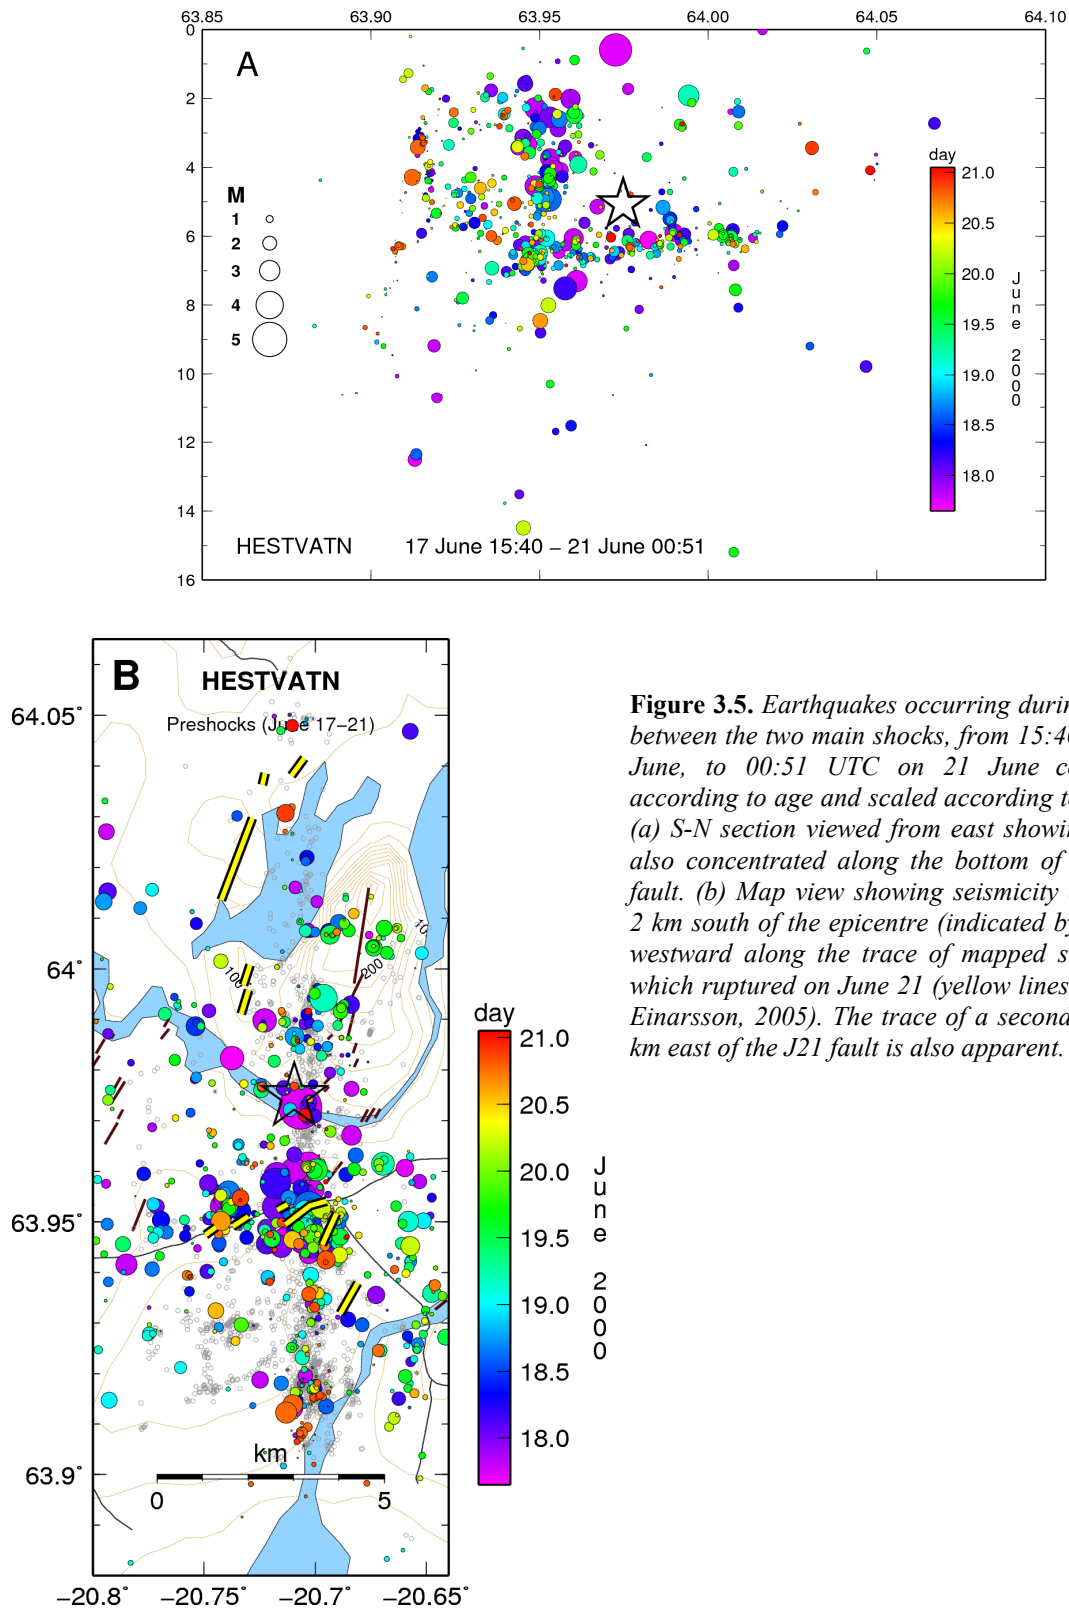 63.85 63.90 63.95 64.00 64.05 64.10
0
A
2
4
M
1
2
3
4
5
6
8
10
12
14
16
day
21.0
20.5
20.0
19.5
19.0
18.5
18.0
June 2000
HESTVATN 17 June 15:40 – 21 June 00:51
B
HESTVATN
Preshocks (June 17–21)
64.05°
64°
63.95°
63.9°
10
100
200
km
0 5
–20.8° –20.75° –20.7° –20.65°
day
21.0
20.5
20.0
19.5
19.0
18.5
18.0
June 2000
Figure 3.5. Earthquakes occurring
between the two main shocks, from
June, to 00:51 UTC on 21 June
according to age and scaled according
(a) S-N section viewed from east
also concentrated along the bottom of
fault. (b) Map view showing seismicity
2 km south of the epicentre (indicated
westward along the trace of mapped
which ruptured on June 21 (yellow lines
Einarsson, 2005). The trace of a second
km east of the J21 fault is also apparent.